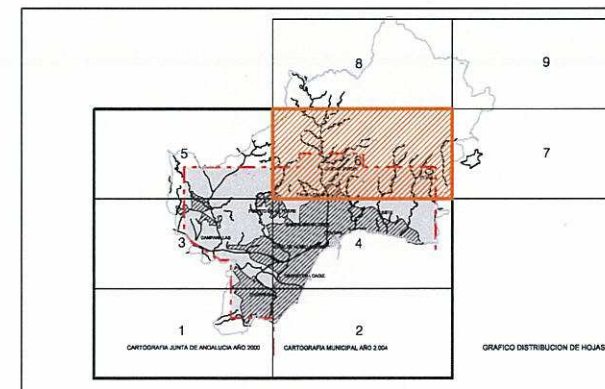 8
9
5
6
7
CAMPANILLAS
3
4
1
2
CARTOGRAFIA JUNTA DE ANDALUCIA AÑO 2000
CARTOGRAFIA MUNICIPAL AÑO 2.004
GRAFICO DISTRIBUCION DE HOJAS